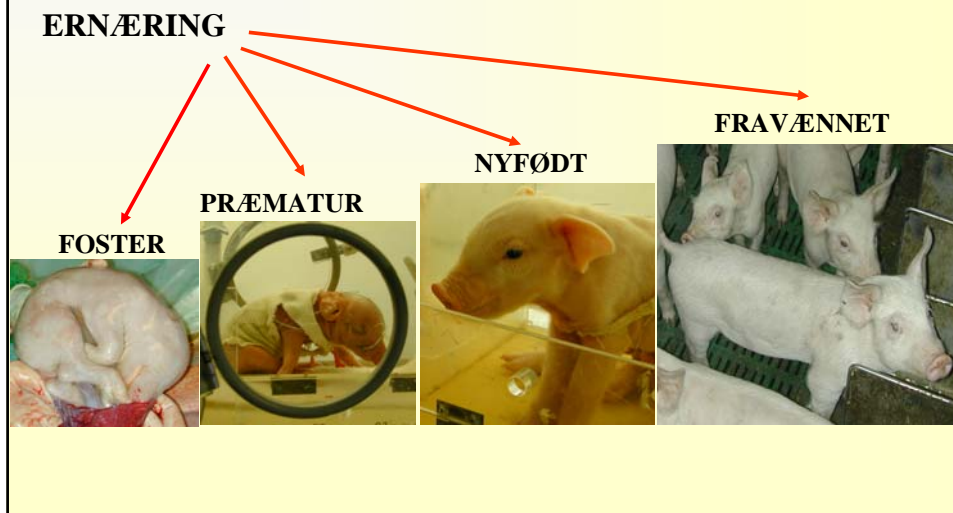 ERNÆRING
FRAVÆNNET
NYFØDT
PRÆMATUR
FOSTER